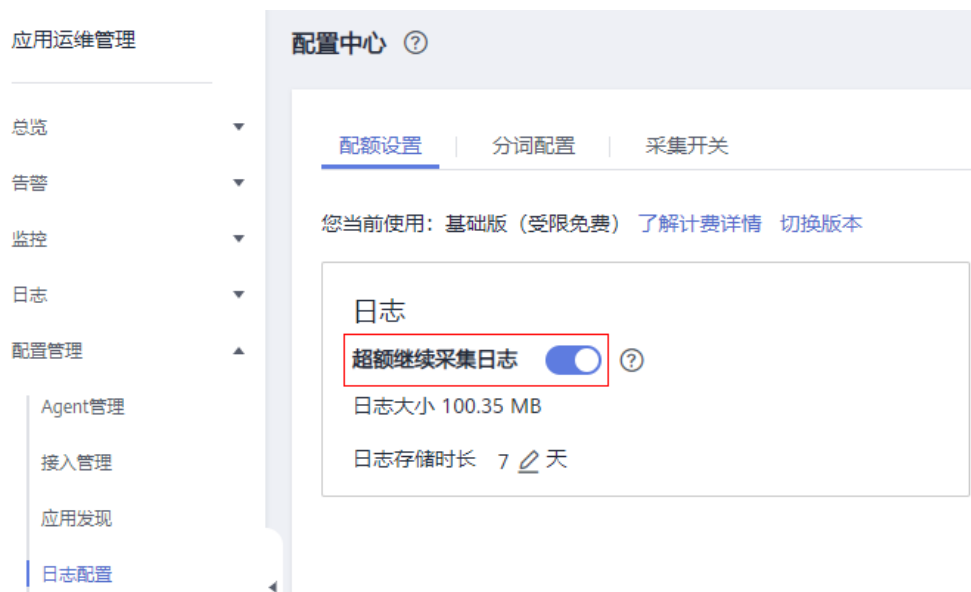 应用运维管理
总览
告警
监控
日志
配置管理
Agent管理
接入管理
应用发现
日志配置
配置中心 ?
配额设置 分词配置 采集开关
您当前使用：基础版（受限免费） 了解计费详情 切换版本
日志
超额继续采集日志 ?
日志大小 100.35 MB
日志存储时长 7 天